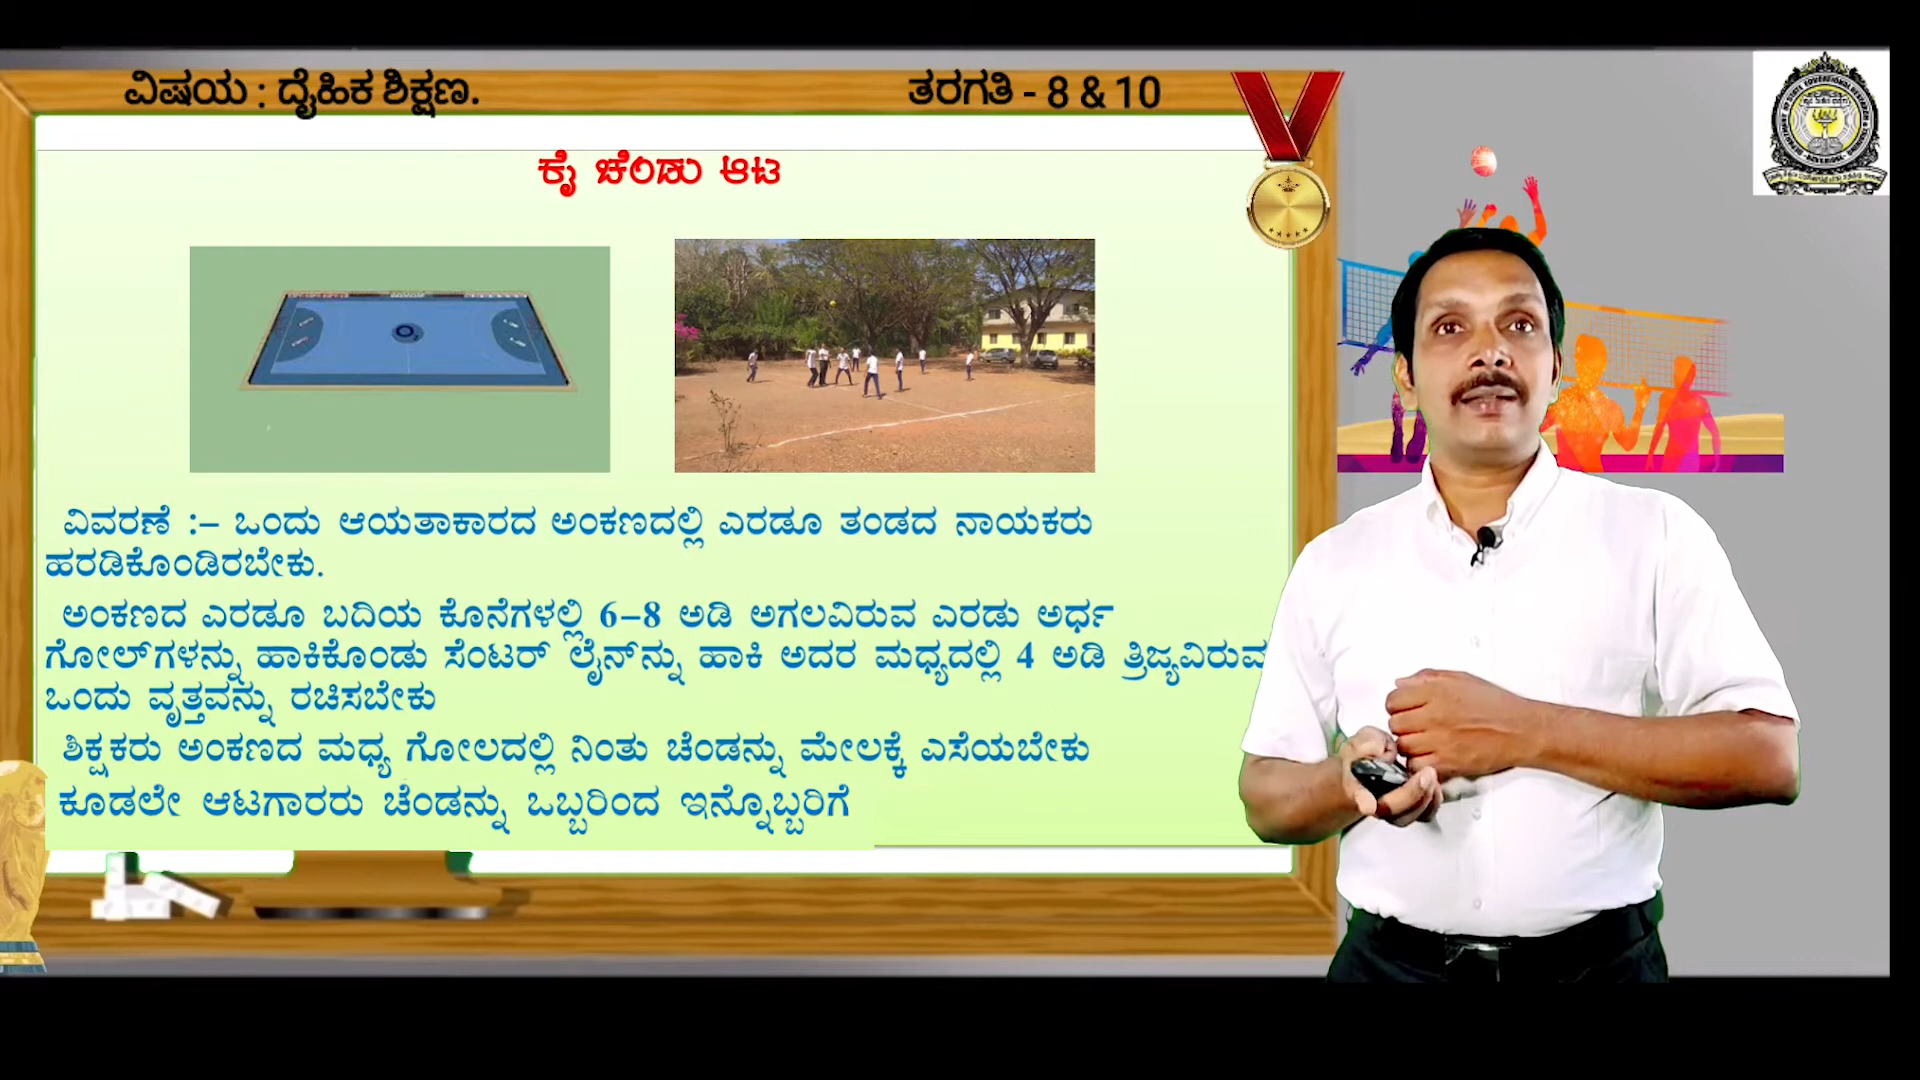 ವಿಷಯ : ದೈಹಿಕ ಶಿಕ್ಷಣ.
ತರಗತಿ - 8 & 10
ಕೈ ಚೆಂಡು ಆಟ
ವಿವರಣೆ :– ಒಂದು ಆಯತಾಕಾರದ ಅಂಕಣದಲ್ಲಿ ಎರಡೂ ತಂಡದ ನಾಯಕರು
ಹರಡಿಕೊಂಡಿರಬೇಕು.
ಅಂಕಣದ ಎರಡೂ ಬದಿಯ ಕೊನೆಗಳಲ್ಲಿ 6–8 ಅಡಿ ಅಗಲವಿರುವ ಎರಡು ಅರ್ಧ
ಗೋಲ್‌ಗಳನ್ನು ಹಾಕಿಕೊಂಡು ಸೆಂಟರ್ ಲೈನ್‌ನ್ನು ಹಾಕಿ ಅದರ ಮಧ್ಯದಲ್ಲಿ 4 ಅಡಿ ತ್ರಿಜ್ಯವಿರುವ
ಒಂದು ವೃತ್ತವನ್ನು ರಚಿಸಬೇಕು
ಶಿಕ್ಷಕರು ಅಂಕಣದ ಮಧ್ಯ ಗೋಲದಲ್ಲಿ ನಿಂತು ಚೆಂಡನ್ನು ಮೇಲಕ್ಕೆ ಎಸೆಯಬೇಕು
ಕೂಡಲೇ ಆಟಗಾರರು ಚೆಂಡನ್ನು ಒಬ್ಬರಿಂದ ಇನ್ನೊಬ್ಬರಿಗೆ